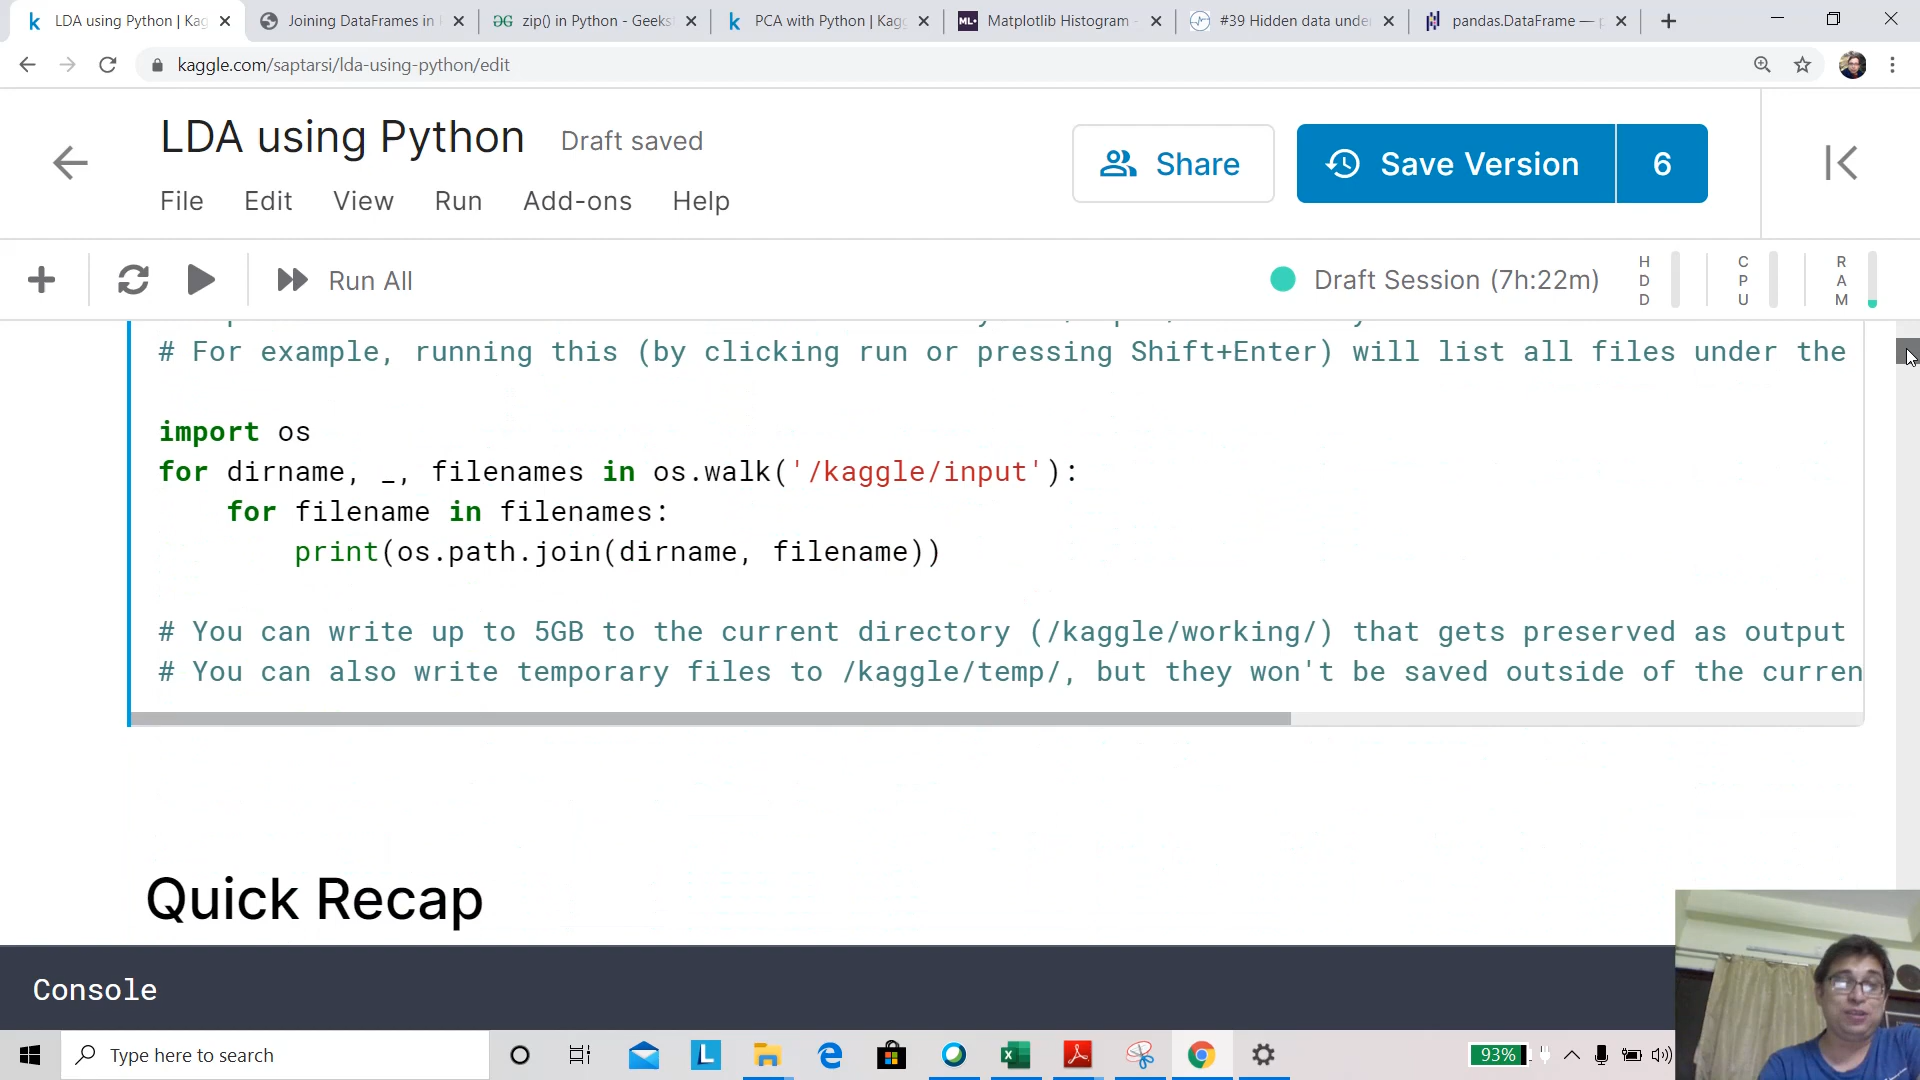 LDA using Python | Kag
Joining DataFrames in
zip() in Python - Geeks
PCA with Python | Kagg
ML
Matplotlib Histogram -
#39 Hidden data unde
pandas.DataFrame — p
kaggle.com/saptarsi/lda-using-python/edit
LDA using Python
Draft saved
Share
Save Version
6
File
Edit
View
Run
Add-ons
Help
Run All
Draft Session (7h:22m)
HDD
CPU
RAM
# For example, running this (by clicking run or pressing Shift+Enter) will list all files under the
import os
for dirname, _, filenames in os.walk('/kaggle/input'):
for filename in filenames:
print(os.path.join(dirname, filename))
# You can write up to 5GB to the current directory (/kaggle/working/) that gets preserved as output
# You can also write temporary files to /kaggle/temp/, but they won't be saved outside of the curren
Quick Recap
Console
Type here to search
93%